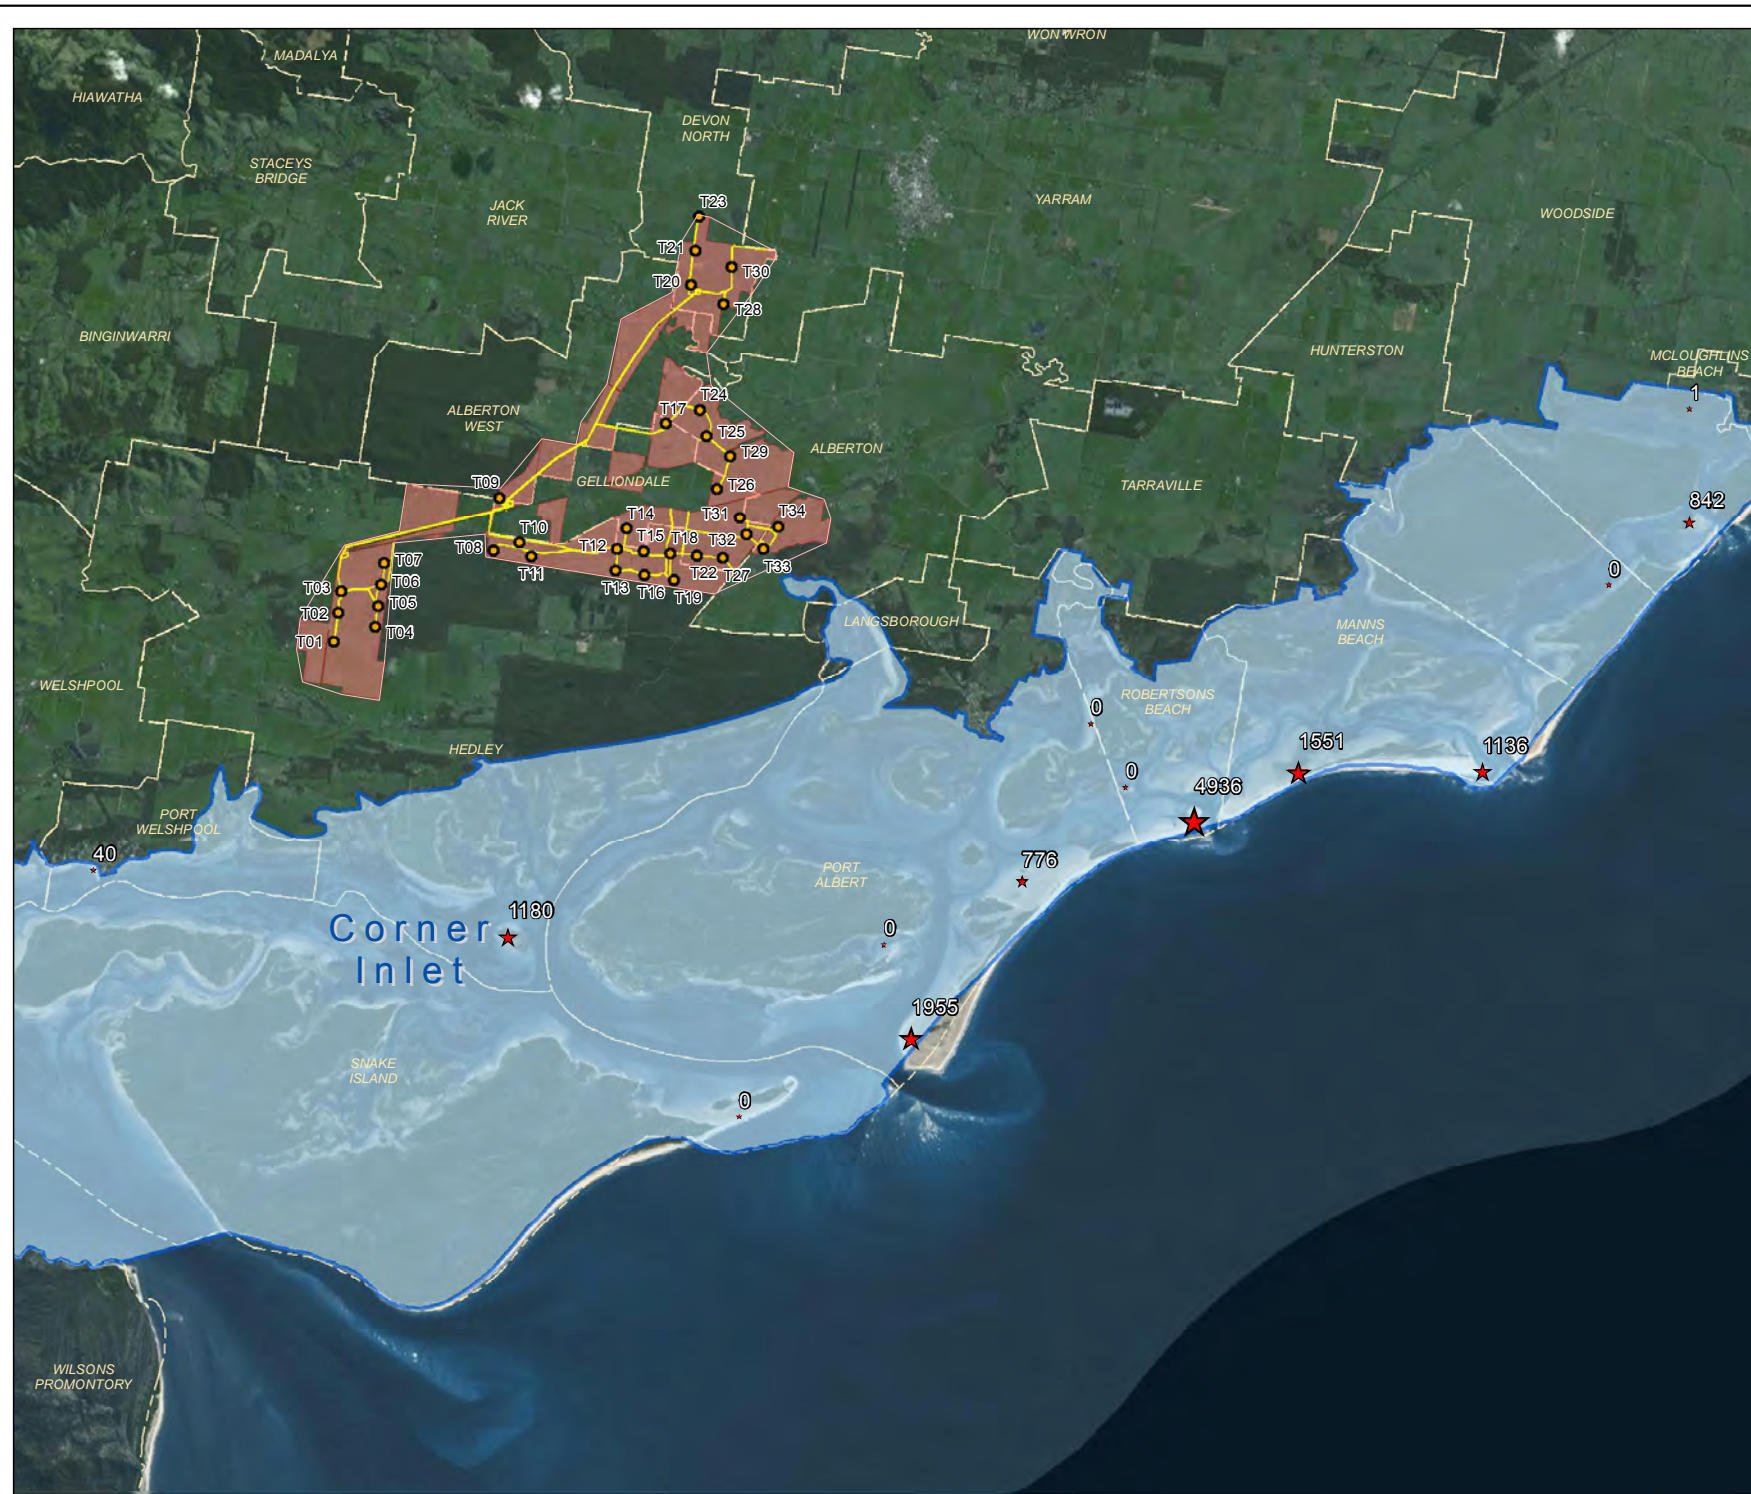 WON WRON
MADALYA
HIAWATHA
DEVON
NORTH
STACEYS
BRIDGE
JACK
RIVER
YARRAM
WOODSIDE
T23
T21
T30
T20
T28
BINGINWARRI
HUNTERSTON
MCLOUGHLINS
BEACH
1
ALBERTON
WEST
T24
T17
T25
T29
ALBERTON
GELLIONDALE
T09
T26
TARRAVILLE
842
T31
T34
T14
T10
T15
T18
T32
T12
T08
T11
T22
T27
T33
T13
T16
T19
0
T07
T06
T03
T05
T02
T04
T01
LANGSBOROUGH
MANNS
BEACH
WELSHPOOL
ROBERTSONS
BEACH
0
HEDLEY
1551
1136
0
4936
PORT
WELSHPOOL
40
776
PORT
ALBERT
1180
Corner
Inlet
0
1955
SNAKE
ISLAND
0
WILSONS
PROMONTORY